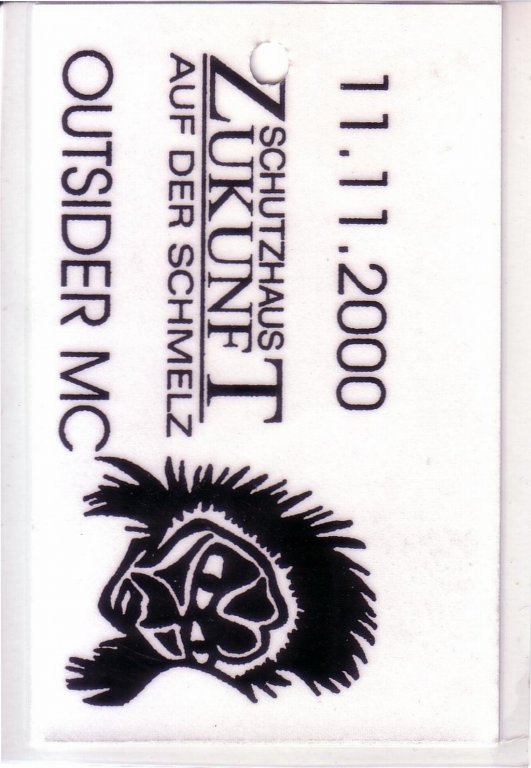 11.11.2000
SCHUTZHAUS
ZUKUNFT
AUF DER SCHMELZ
OUTSIDER MC